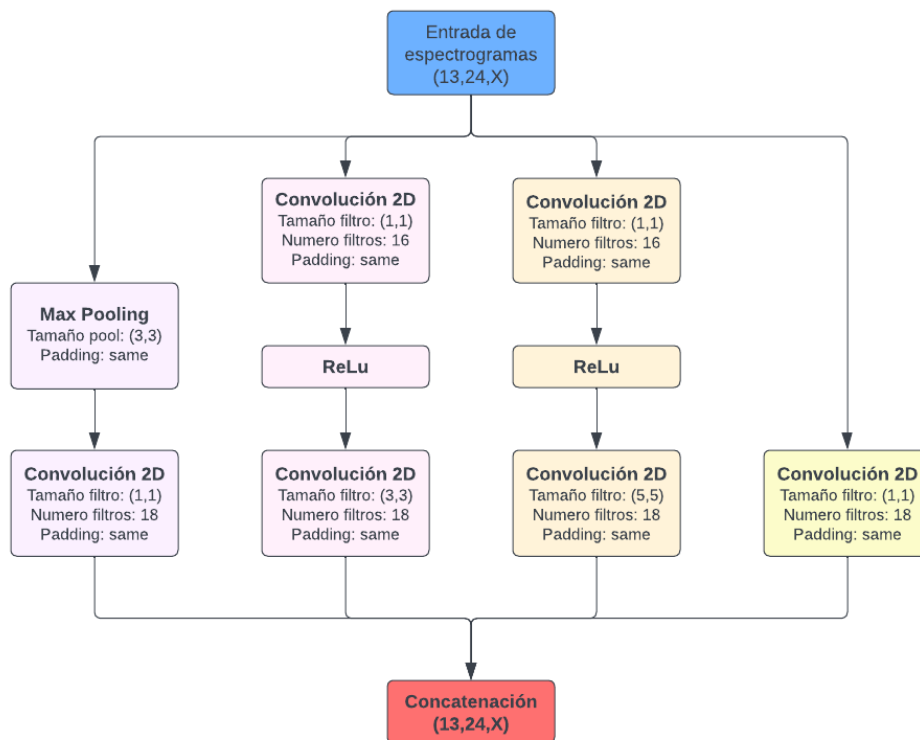 Entrada de
espectrogramas
(13,24,X)
Convolución 2D
Tamaño filtro: (1,1)
Numero filtros: 16
Padding: same
Convolución 2D
Tamaño filtro: (1,1)
Numero filtros: 16
Padding: same
Max Pooling
Tamaño pool: (3,3)
Padding: same
ReLu
ReLu
Convolución 2D
Tamaño filtro: (1,1)
Numero filtros: 18
Padding: same
Convolución 2D
Tamaño filtro: (3,3)
Numero filtros: 18
Padding: same
Convolución 2D
Tamaño filtro: (5,5)
Numero filtros: 18
Padding: same
Convolución 2D
Tamaño filtro: (1,1)
Numero filtros: 18
Padding: same
Concatenación
(13,24,X)